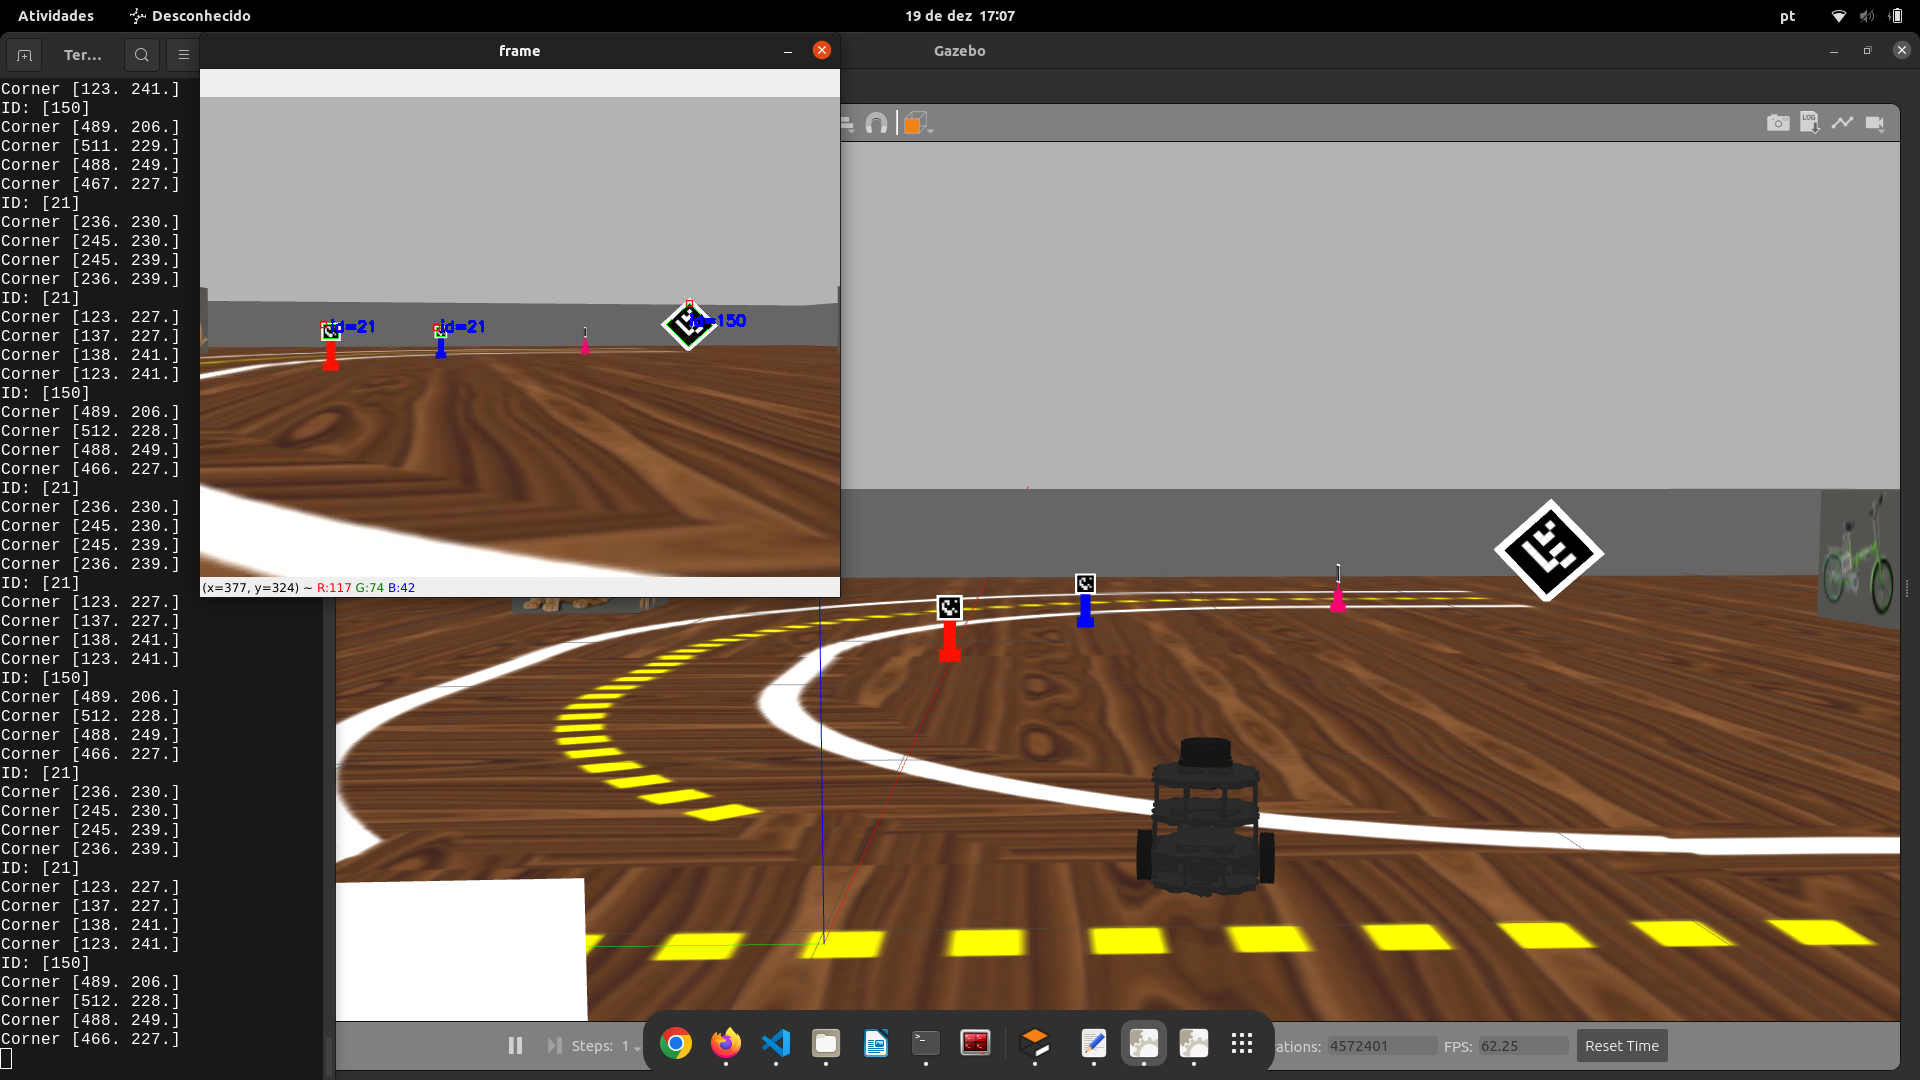 Atividades
Desconhecido
19 de dez 17:07
pt
Ter...
frame
Gazebo
Corner [123. 241.]
ID: [150]
Corner [489. 206.]
Corner [511. 229.]
Corner [488. 249.]
Corner [467. 227.]
ID: [21]
Corner [236. 230.]
Corner [245. 230.]
Corner [245. 239.]
Corner [236. 239.]
ID: [21]
Corner [123. 227.]
Corner [137. 227.]
Corner [138. 241.]
Corner [123. 241.]
ID: [150]
Corner [489. 206.]
Corner [512. 228.]
Corner [488. 249.]
Corner [466. 227.]
ID: [21]
Corner [236. 230.]
Corner [245. 230.]
Corner [245. 239.]
Corner [236. 239.]
ID: [21]
Corner [123. 227.]
Corner [137. 227.]
Corner [138. 241.]
Corner [123. 241.]
ID: [150]
Corner [489. 206.]
Corner [512. 228.]
Corner [488. 249.]
Corner [466. 227.]
ID: [21]
Corner [236. 230.]
Corner [245. 230.]
Corner [245. 239.]
Corner [236. 239.]
ID: [21]
Corner [123. 227.]
Corner [137. 227.]
Corner [138. 241.]
Corner [123. 241.]
ID: [150]
Corner [489. 206.]
Corner [512. 228.]
Corner [488. 249.]
Corner [466. 227.]
id=21
id=21
id=150
(x=377, y=324) ~ R:117 G:74 B:42
LOG
Steps: 1
ations: 4572401
FPS: 62.25
Reset Time